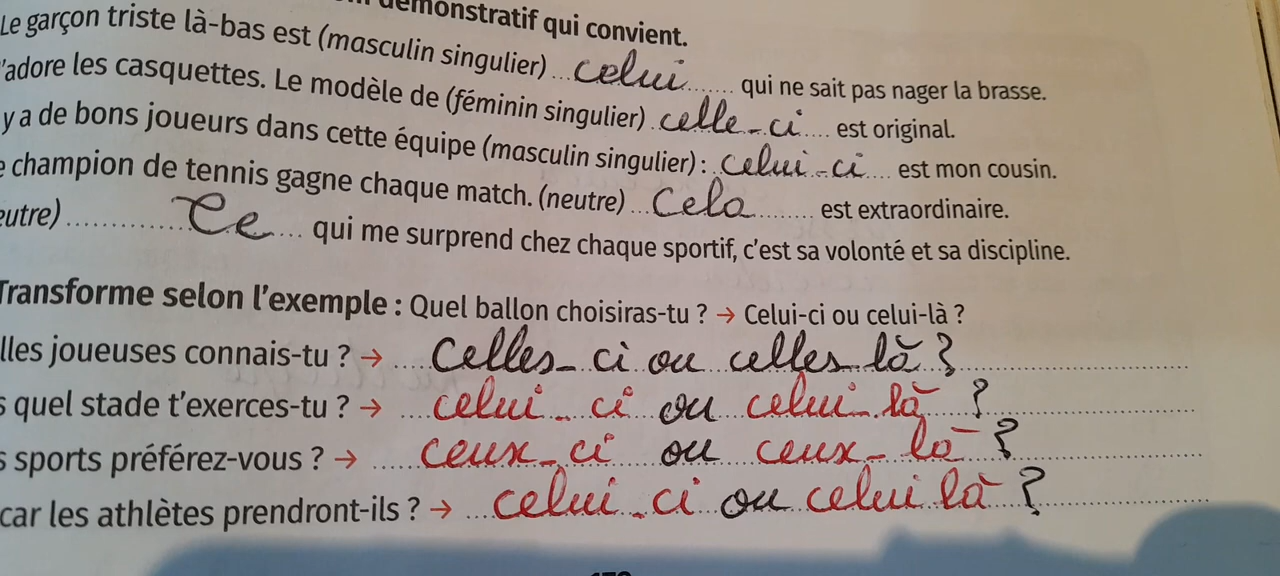 démonstratif qui convient.
Le garçon triste là-bas est (masculin singulier) ... celui ....... qui ne sait pas nager la brasse.
'adore les casquettes. Le modèle de (féminin singulier) . celle-ci .... est original.
y a de bons joueurs dans cette équipe (masculin singulier) : . celui-ci .... est mon cousin.
e champion de tennis gagne chaque match. (neutre) ... Cela ........ est extraordinaire.
eutre) ............... Ce .... qui me surprend chez chaque sportif, c'est sa volonté et sa discipline.
Transforme selon l'exemple : Quel ballon choisiras-tu ? → Celui-ci ou celui-là ?
lles joueuses connais-tu ? → .... Celles-ci ou celles là ?
s quel stade t'exerces-tu ? → .... celui-ci ou celui-là ?
s sports préférez-vous ? → ...... ceux-ci ou ceux-là ?
car les athlètes prendront-ils ? → ... celui-ci ou celui là ?